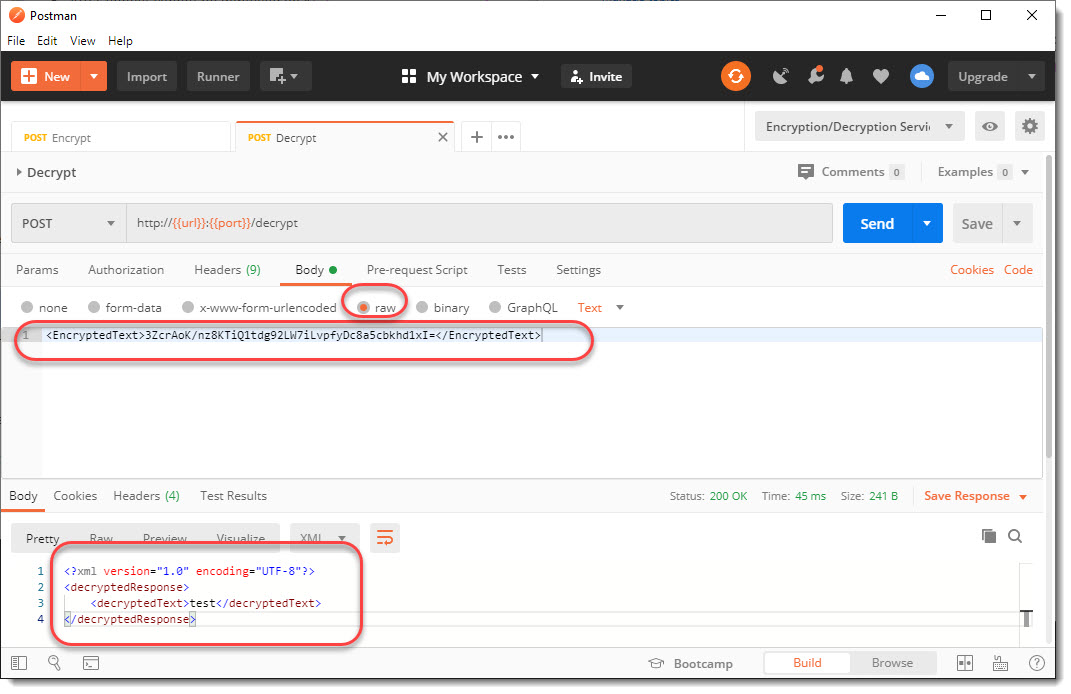 Postman
File Edit View Help
New Import Runner My Workspace Invite Upgrade
POST Encrypt POST Decrypt Encryption/Decryption Servi
Decrypt Comments 0 Examples 0
POST http://{{url}}:{{port}}/decrypt Send Save
Params Authorization Headers (9) Body Pre-request Script Tests Settings Cookies Code
none form-data x-www-form-urlencoded raw binary GraphQL Text
1 <EncryptedText>3ZcrAoK/nz8KTiQ1tdg92LW7iLvpfyDc8a5cbkhd1xI=</EncryptedText>
Body Cookies Headers (4) Test Results Status: 200 OK Time: 45 ms Size: 241 B Save Response
Pretty Raw Preview Visualize XML
1 <?xml version="1.0" encoding="UTF-8"?>
2 <decryptedResponse>
3 <decryptedText>test</decryptedText>
4 </decryptedResponse>
Bootcamp Build Browse